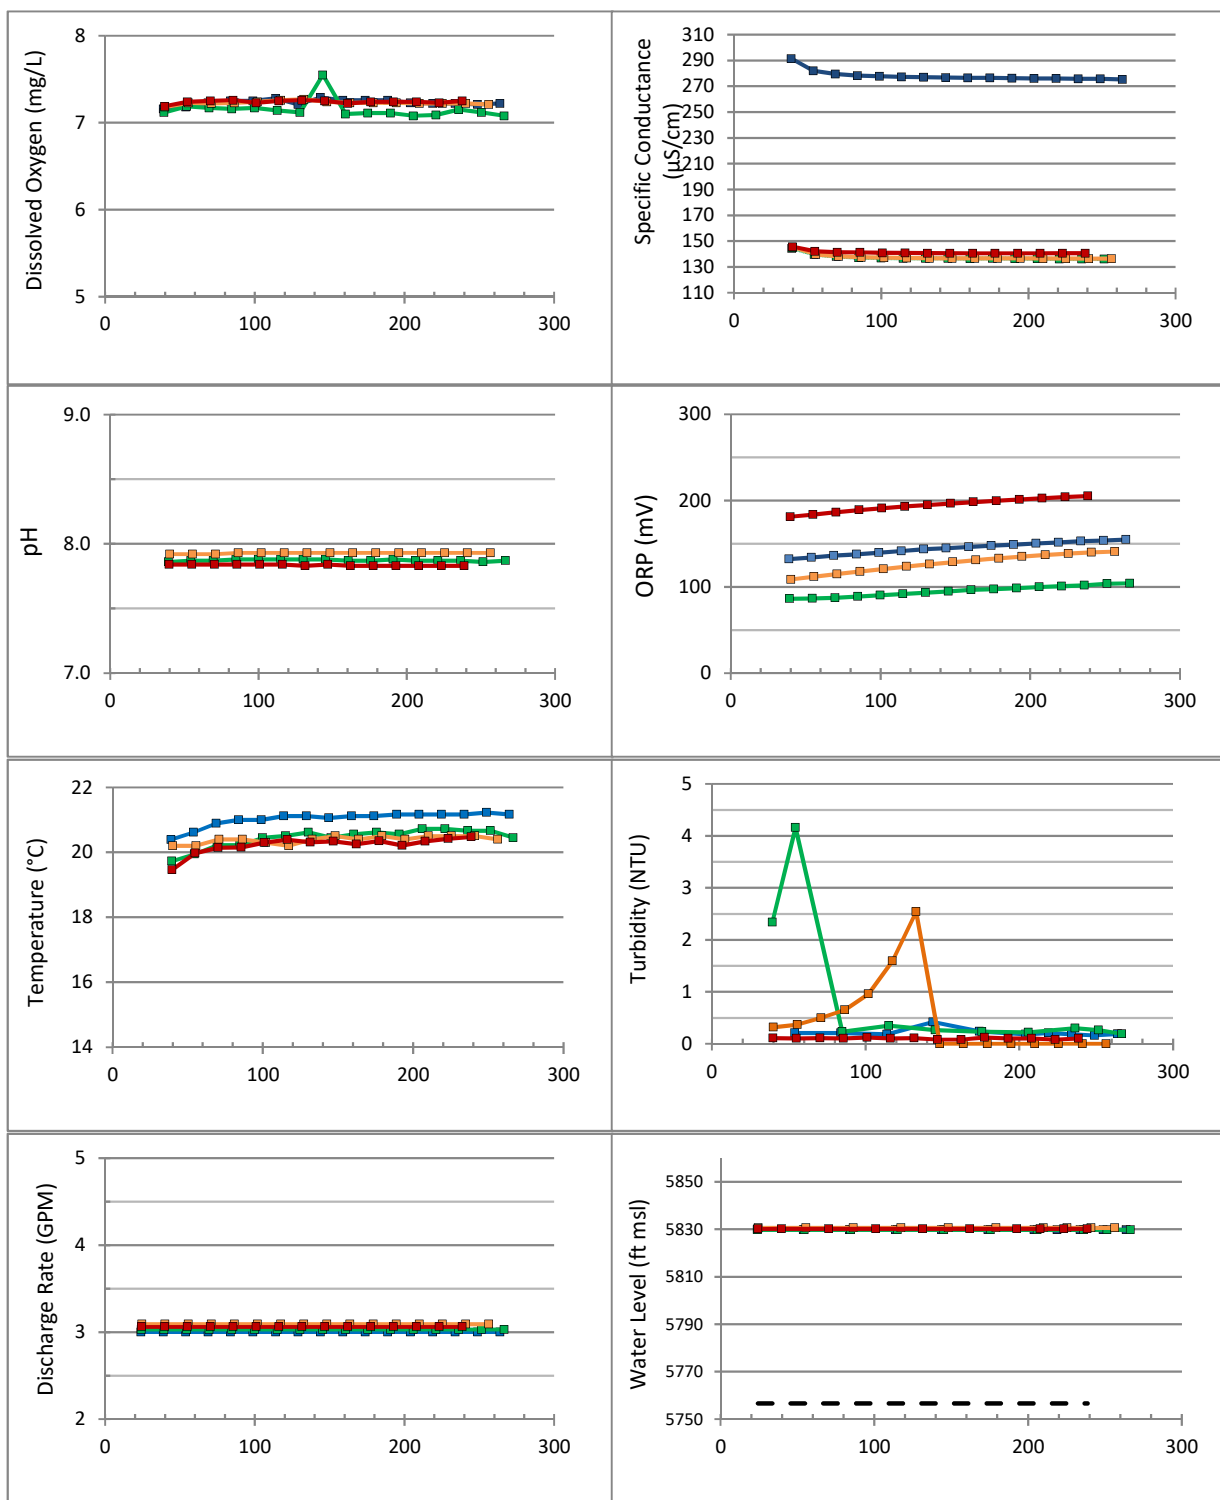 Dissolved Oxygen (mg/L)
8
7
6
5
0 100 200 300
Specific Conductance
(µS/cm)
310
290
270
250
230
210
190
170
150
130
110
0 100 200 300
pH
9.0
8.0
7.0
0 100 200 300
ORP (mV)
300
200
100
0
0 100 200 300
Temperature (°C)
22
20
18
16
14
0 100 200 300
Turbidity (NTU)
5
4
3
2
1
0
0 100 200 300
Discharge Rate (GPM)
5
4
3
2
0 100 200 300
Water Level (ft msl)
5850
5830
5810
5790
5770
5750
0 100 200 300